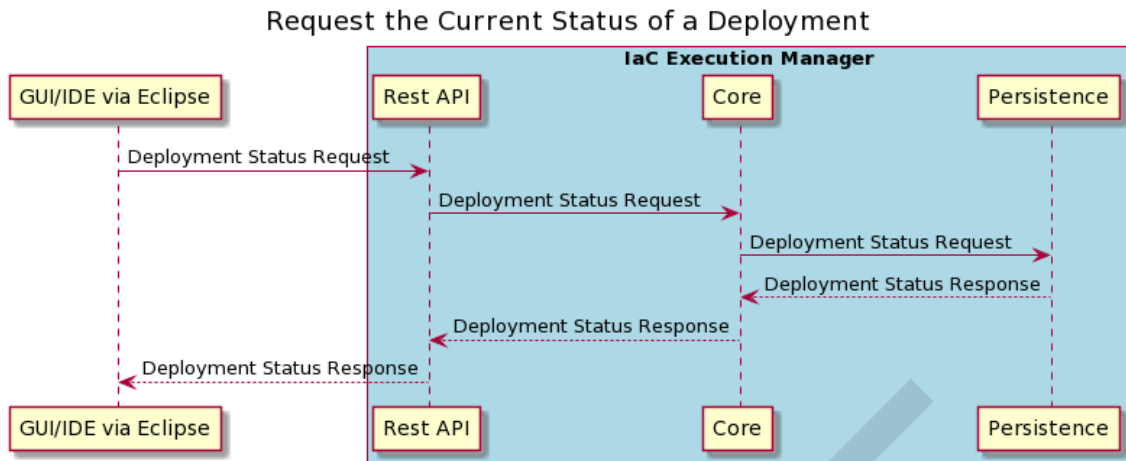 Request the Current Status of a Deployment
IaC Execution Manager
GUI/IDE via Eclipse
Rest API
Core
Persistence
Deployment Status Request
Deployment Status Request
Deployment Status Request
Deployment Status Response
Deployment Status Response
Deployment Status Response
GUI/IDE via Eclipse
Rest API
Core
Persistence